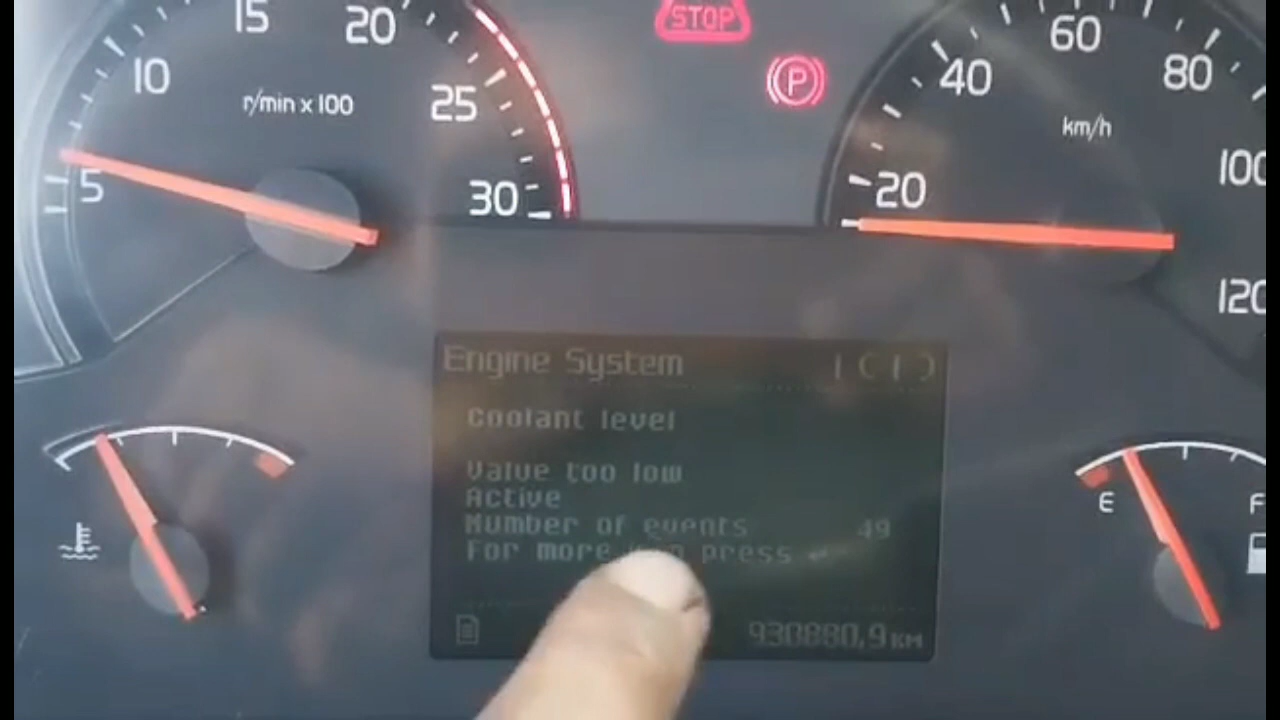 15
20
10
r/min x 100
25
5
30
STOP
P
60
40
80
km/h
20
100
120
Engine System
Coolant level
Value too low
Active
Number of events 49
For more press
930880,9 KM
E
F